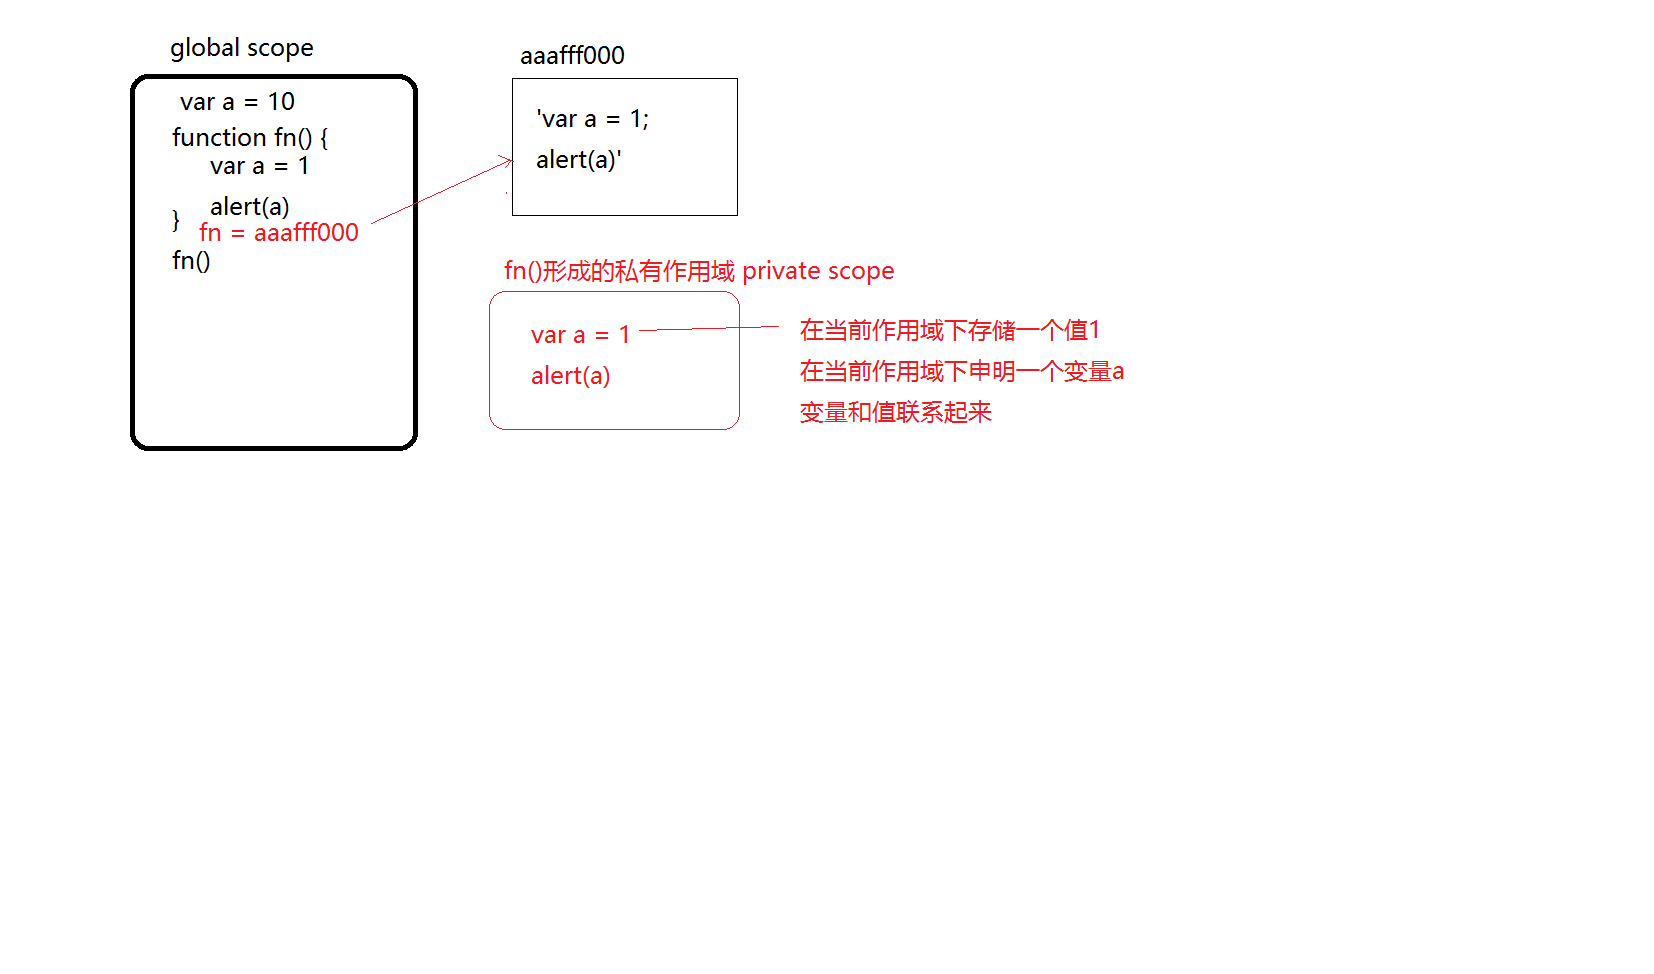 global scope
var a = 10
function fn() {
var a = 1
alert(a)
}
fn = aaafff000
fn()
aaafff000
'var a = 1;
alert(a)'
fn()形成的私有作用域 private scope
var a = 1
alert(a)
在当前作用域下存储一个值1
在当前作用域下申明一个变量a
变量和值联系起来